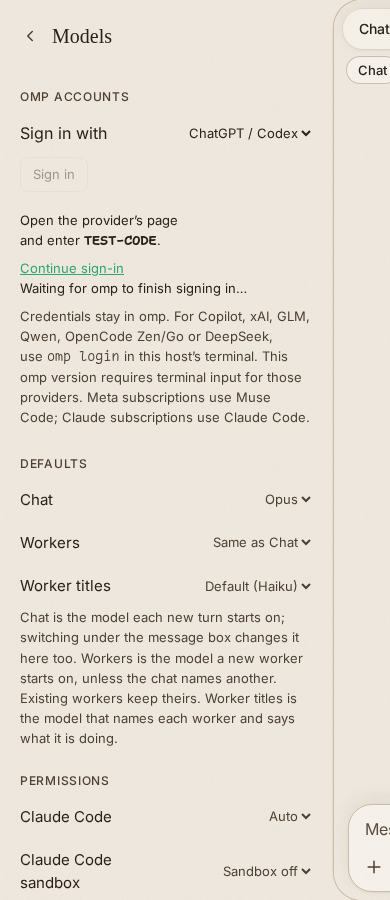 Models
Chat
Chat
OMP ACCOUNTS
Sign in with
ChatGPT / Codex
Sign in
Open the provider's page
and enter TEST-CODE.
Continue sign-in
Waiting for omp to finish signing in…
Credentials stay in omp. For Copilot, xAI, GLM,
Qwen, OpenCode Zen/Go or DeepSeek,
use omp login in this host's terminal. This
omp version requires terminal input for those
providers. Meta subscriptions use Muse
Code; Claude subscriptions use Claude Code.
DEFAULTS
Chat
Opus
Workers
Same as Chat
Worker titles
Default (Haiku)
Chat is the model each new turn starts on;
switching under the message box changes it
here too. Workers is the model a new worker
starts on, unless the chat names another.
Existing workers keep theirs. Worker titles is
the model that names each worker and says
what it is doing.
PERMISSIONS
Claude Code
Auto
Claude Code
sandbox
Sandbox off
Mes